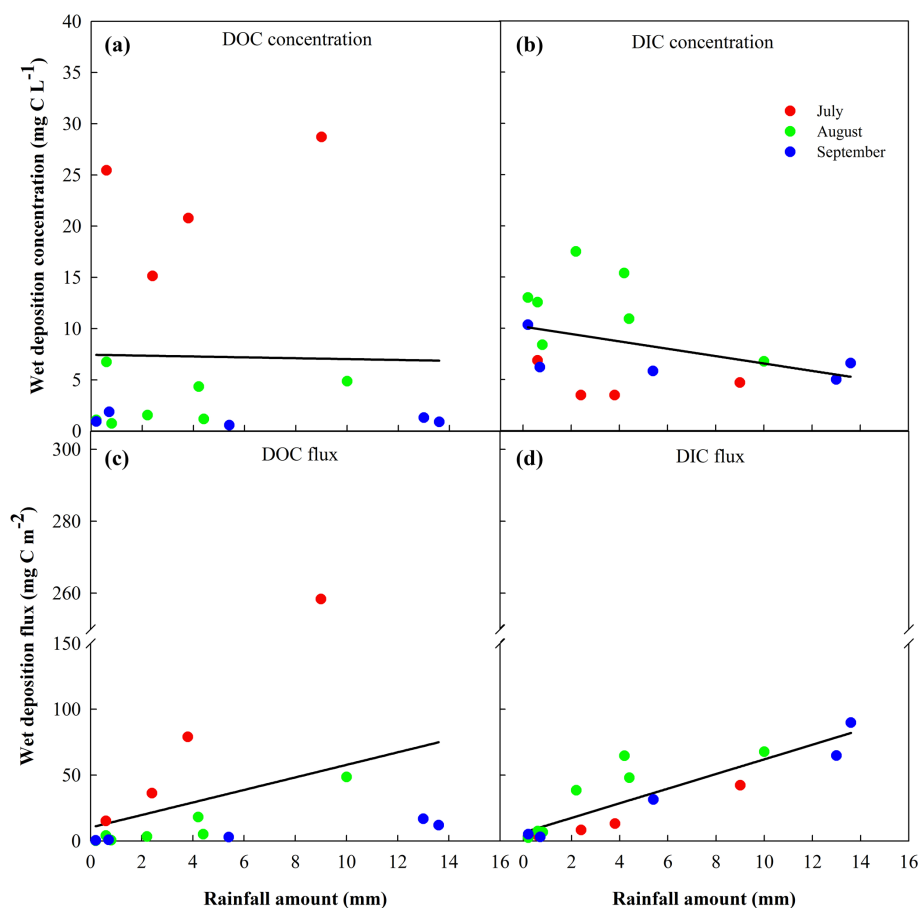 (a) DOC concentration
(b) DIC concentration
Wet deposition concentration (mg C L-1)
40
35
30
25
20
15
10
5
0
July
August
September
(c) DOC flux
(d) DIC flux
Wet deposition flux (mg C m-2)
300
280
260
150
100
50
0
0 2 4 6 8 10 12 14 16
0 2 4 6 8 10 12 14 16
Rainfall amount (mm)
Rainfall amount (mm)